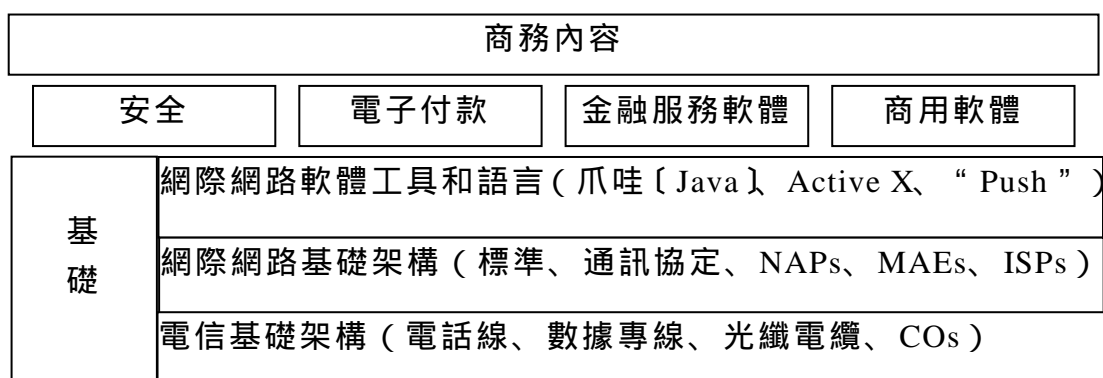 商務內容
安全 電子付款 金融服務軟體 商用軟體
基礎
網際網路軟體工具和語言（爪哇〔Java〕、Active X、“Push”）
網際網路基礎架構（標準、通訊協定、NAPs、MAEs、ISPs）
電信基礎架構（電話線、數據專線、光纖電纜、COs）